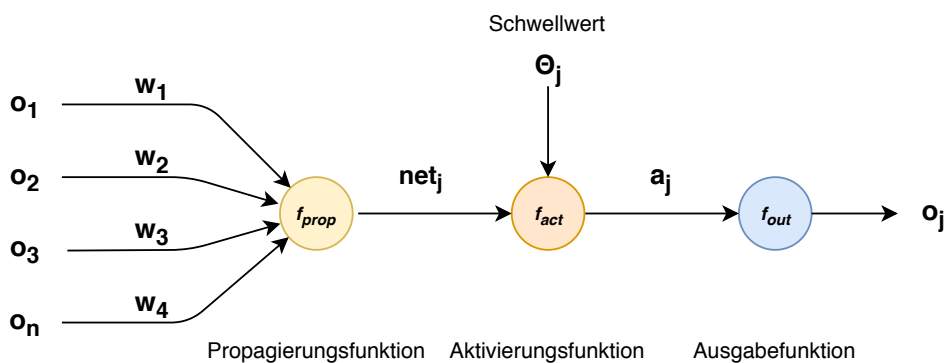 Schwellwert
Θj
w1
o1
w2
o2
netj
aj
fprop
fact
fout
oj
w3
o3
w4
on
Propagierungsfunktion
Aktivierungsfunktion
Ausgabefunktion